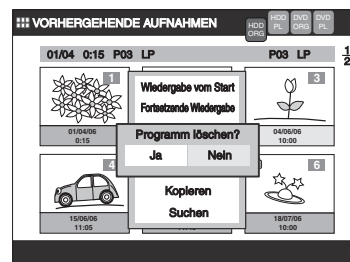 VORHERGEHENDE AUFNAHMEN
HDD ORG
HDD PL
DVD ORG
DVD PL
01/04 0:15 P03 LP
P03 LP
1/2
1
3
Wiedergabe vom Start
Fortsetzende Wiedergabe
01/04/06
0:15
04/06/06
10:00
Programm löschen?
Ja
Nein
4
6
Kopieren
Suchen
15/06/06
11:05
18/07/06
10:00